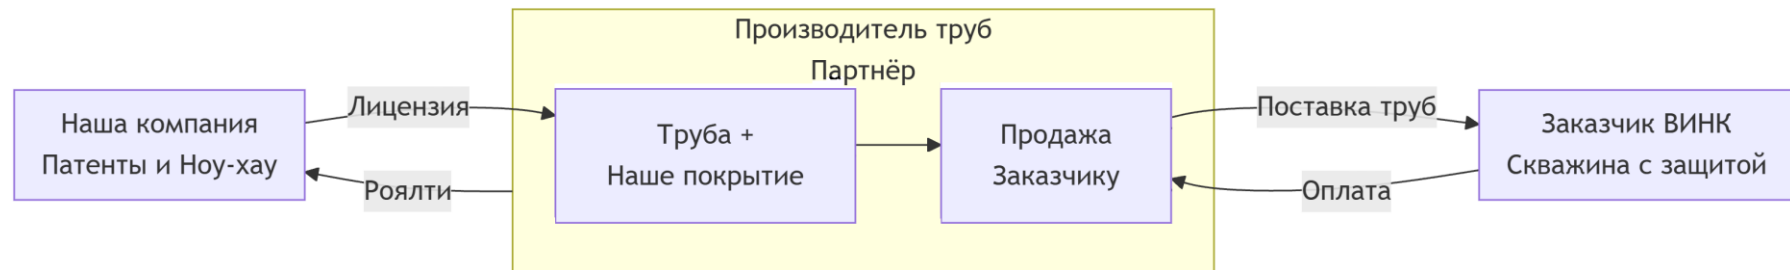 Производитель труб
Партнёр
Наша компания
Патенты и Ноу-хау
Лицензия
Роялти
Труба +
Наше покрытие
Продажа
Заказчику
Поставка труб
Оплата
Заказчик ВИНК
Скважина с защитой